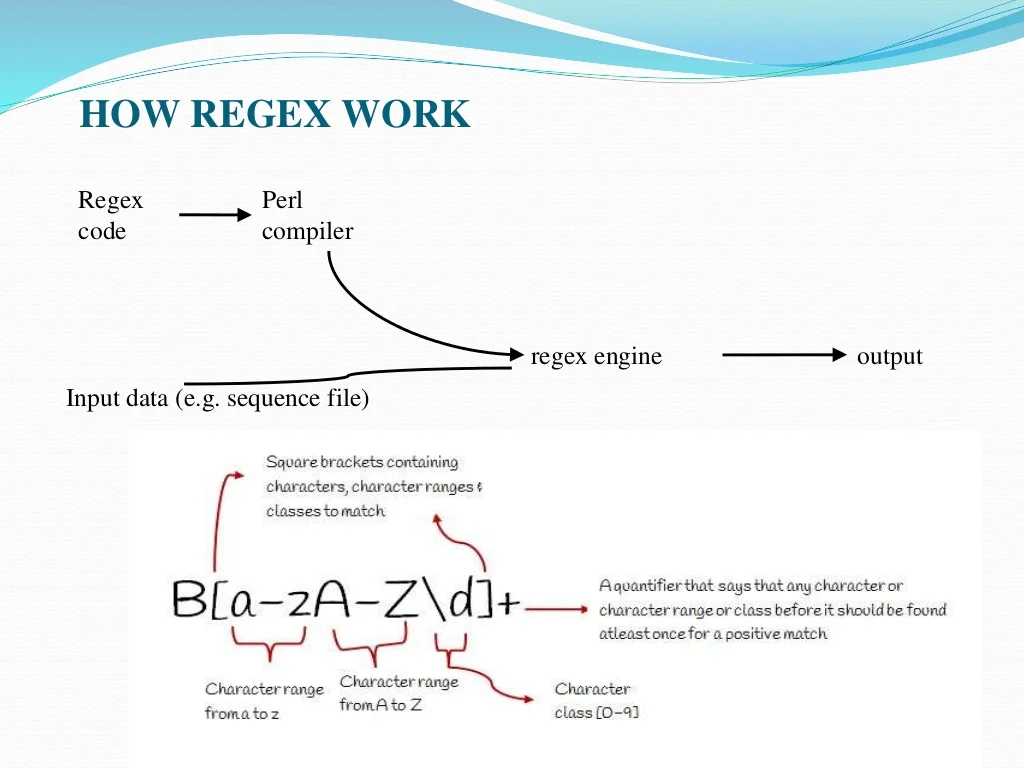 HOW REGEX WORK
Regex
code
Perl
compiler
regex engine
output
Input data (e.g. sequence file)
Square brackets containing
characters, character ranges &
classes to match
B[a-zA-Z\d]+
A quantifier that says that any character or
character range or class before it should be found
atleast once for a positive match
Character range
from a to z
Character range
from A to Z
Character
class [0-9]